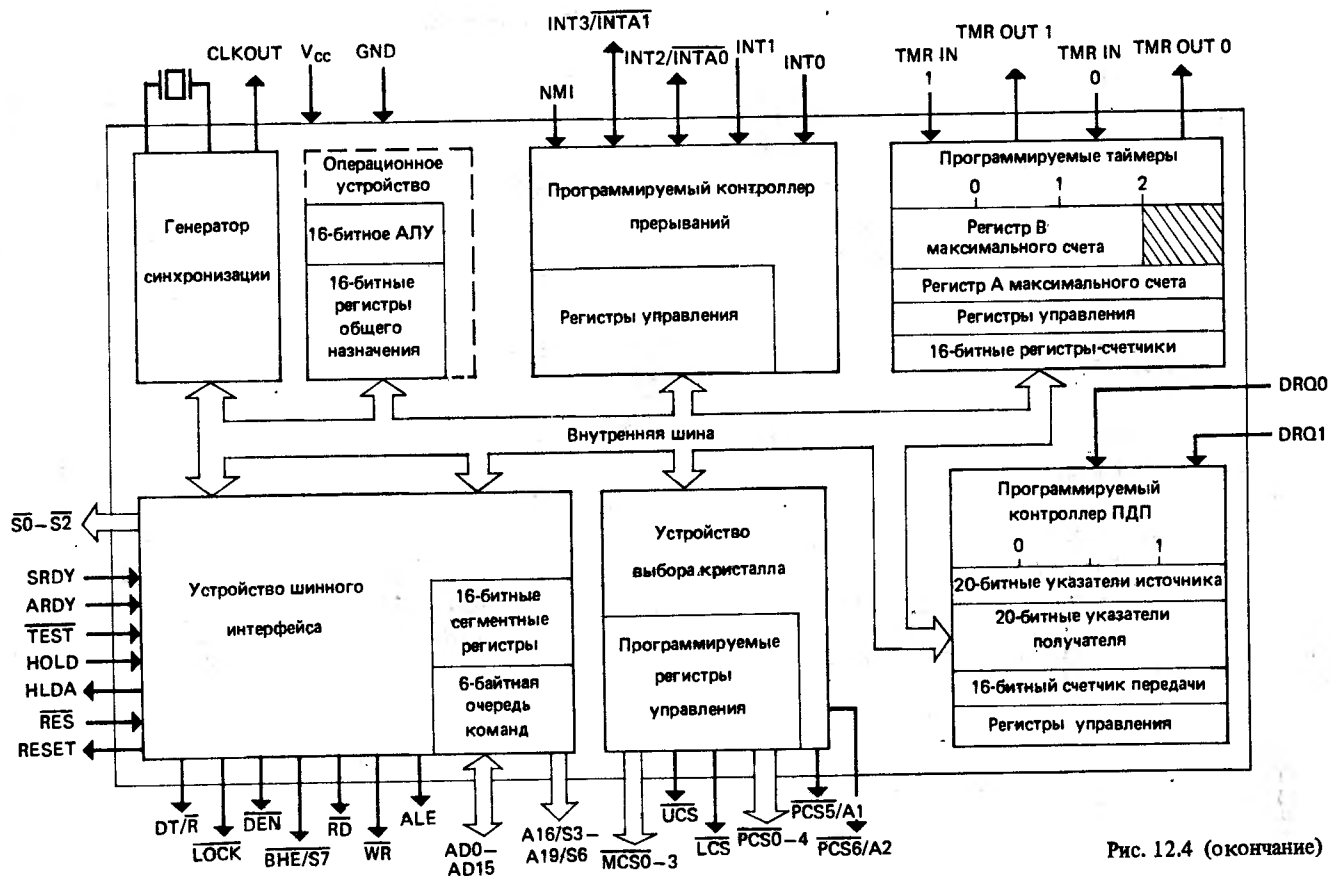 CLKOUT
Vcc
GND
NMI
INT3/INTA1
INT2/INTA0
INT1
INT0
TMR IN
1
TMR OUT 1
TMR IN
0
TMR OUT 0
Генератор
синхронизации
Операционное
устройство
16-битное АЛУ
16-битные
регистры
общего
назначения
Программируемый контроллер
прерываний
Регистры управления
Программируемые таймеры
0 1 2
Регистр В
максимального счета
Регистр А максимального счета
Регистры управления
16-битные регистры-счетчики
Внутренняя шина
DRQ0
DRQ1
S0–S2
SRDY
ARDY
TEST
HOLD
HLDA
RES
RESET
Устройство шинного
интерфейса
16-битные
сегментные
регистры
6-байтная
очередь
команд
Устройство
выбора кристалла
Программируемые
регистры
управления
Программируемый
контроллер ПДП
0 1
20-битные указатели источника
20-битные указатели
получателя
16-битный счетчик передачи
Регистры управления
DT/R
LOCK
DEN
BHE/S7
RD
WR
ALE
AD0–
AD15
A16/S3–
A19/S6
MCS0–3
UCS
LCS
PCS0–4
PCS5/A1
PCS6/A2
Рис. 12.4 (окончание)